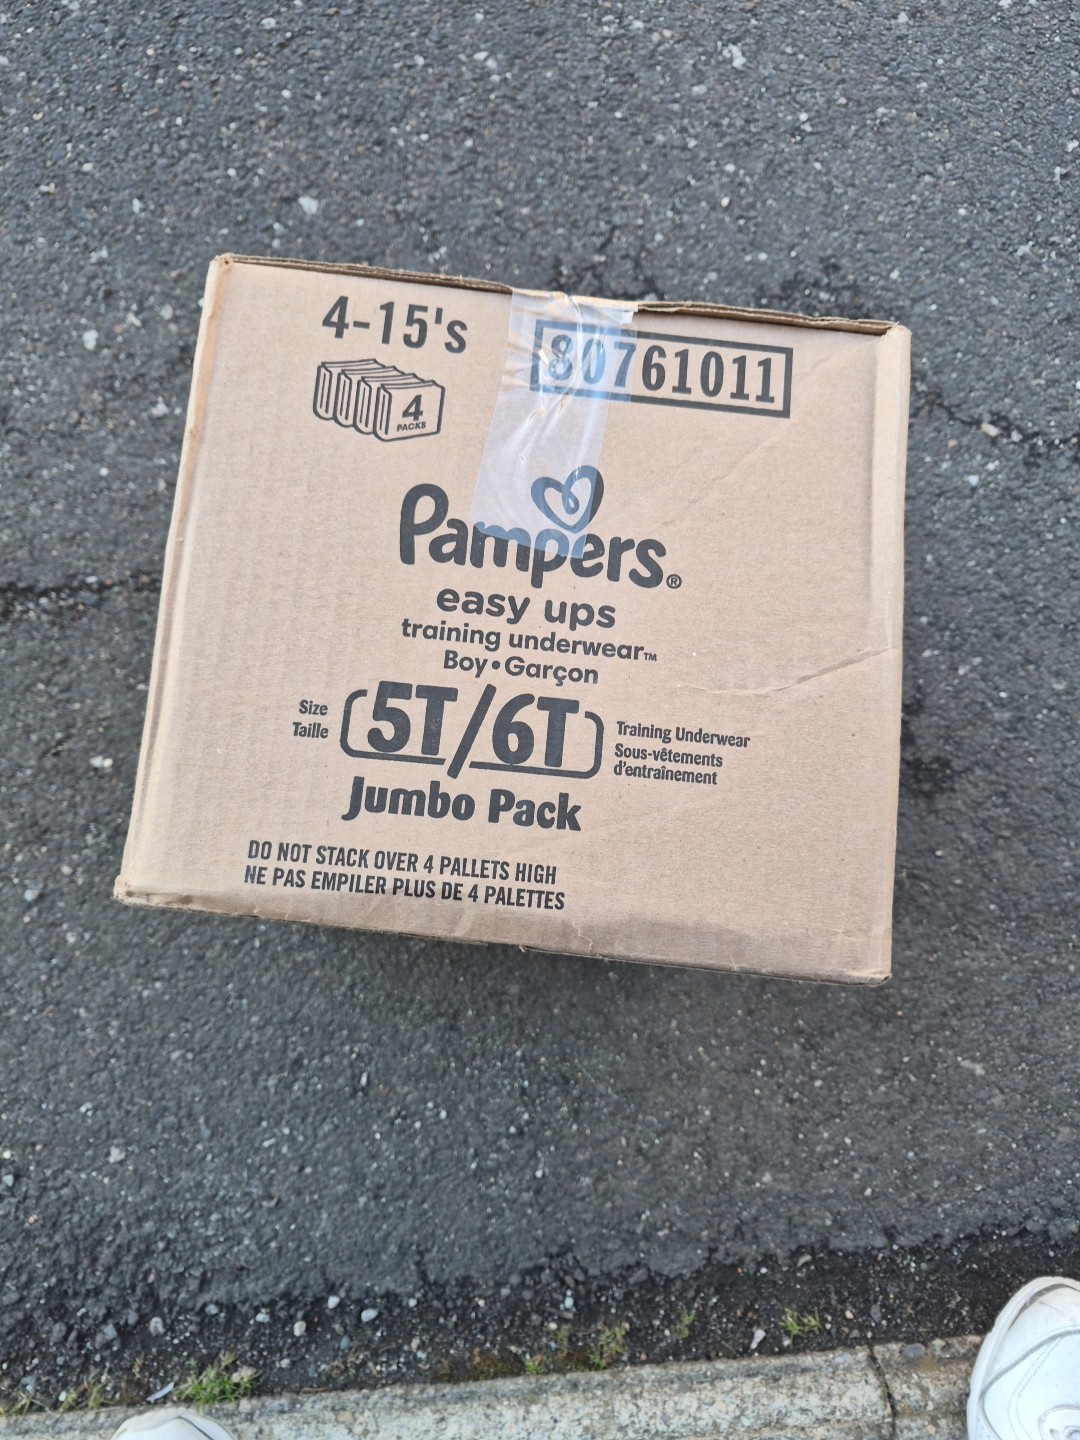 4-15's
80761011
4
PACKS
Pampers®
easy ups
training underwear™
Boy•Garçon
Size
Taille
5T/6T
Training Underwear
Sous-vêtements
d'entraînement
Jumbo Pack
DO NOT STACK OVER 4 PALLETS HIGH
NE PAS EMPILER PLUS DE 4 PALETTES